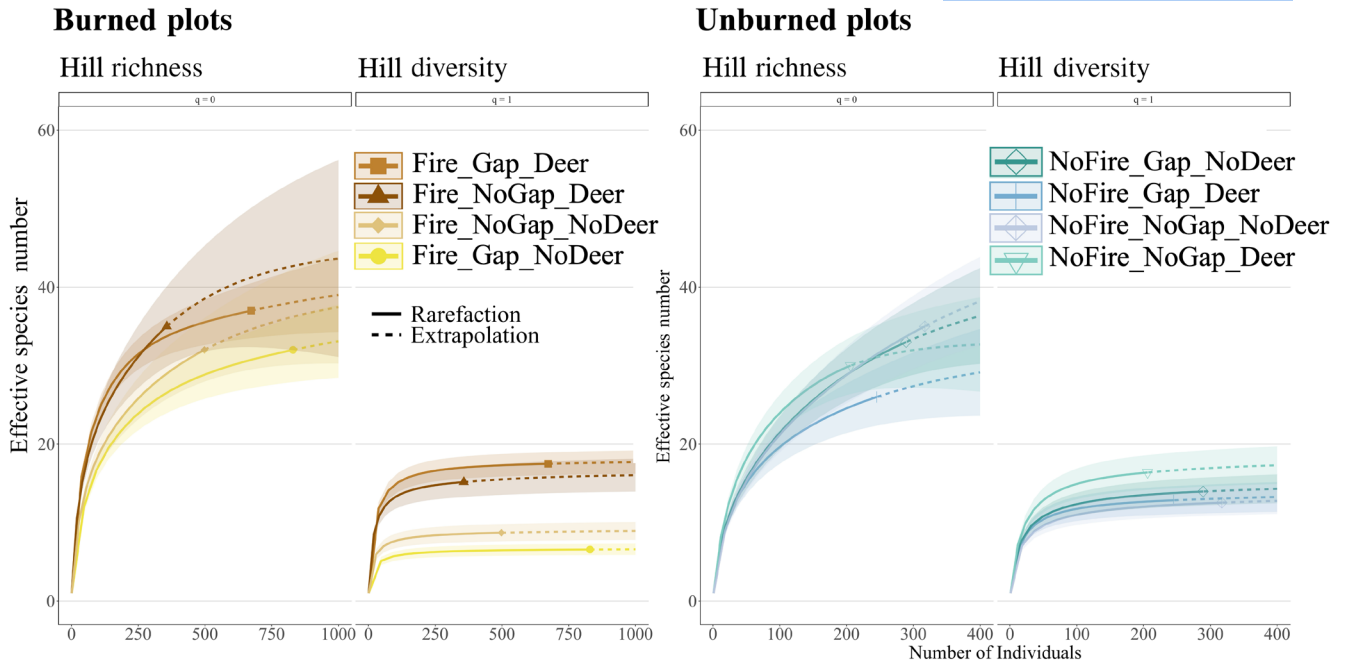 Burned plots
Unburned plots
Hill richness
Hill diversity
Hill richness
Hill diversity
q = 0
q = 1
q = 0
q = 1
Effective species number
60
40
20
0
Fire_Gap_Deer
Fire_NoGap_Deer
Fire_NoGap_NoDeer
Fire_Gap_NoDeer
Rarefaction
Extrapolation
0 250 500 750 1000
0 250 500 750 1000
Effective species number
60
40
20
0
NoFire_Gap_NoDeer
NoFire_Gap_Deer
NoFire_NoGap_NoDeer
NoFire_NoGap_Deer
0 100 200 300 400
0 100 200 300 400
Number of Individuals